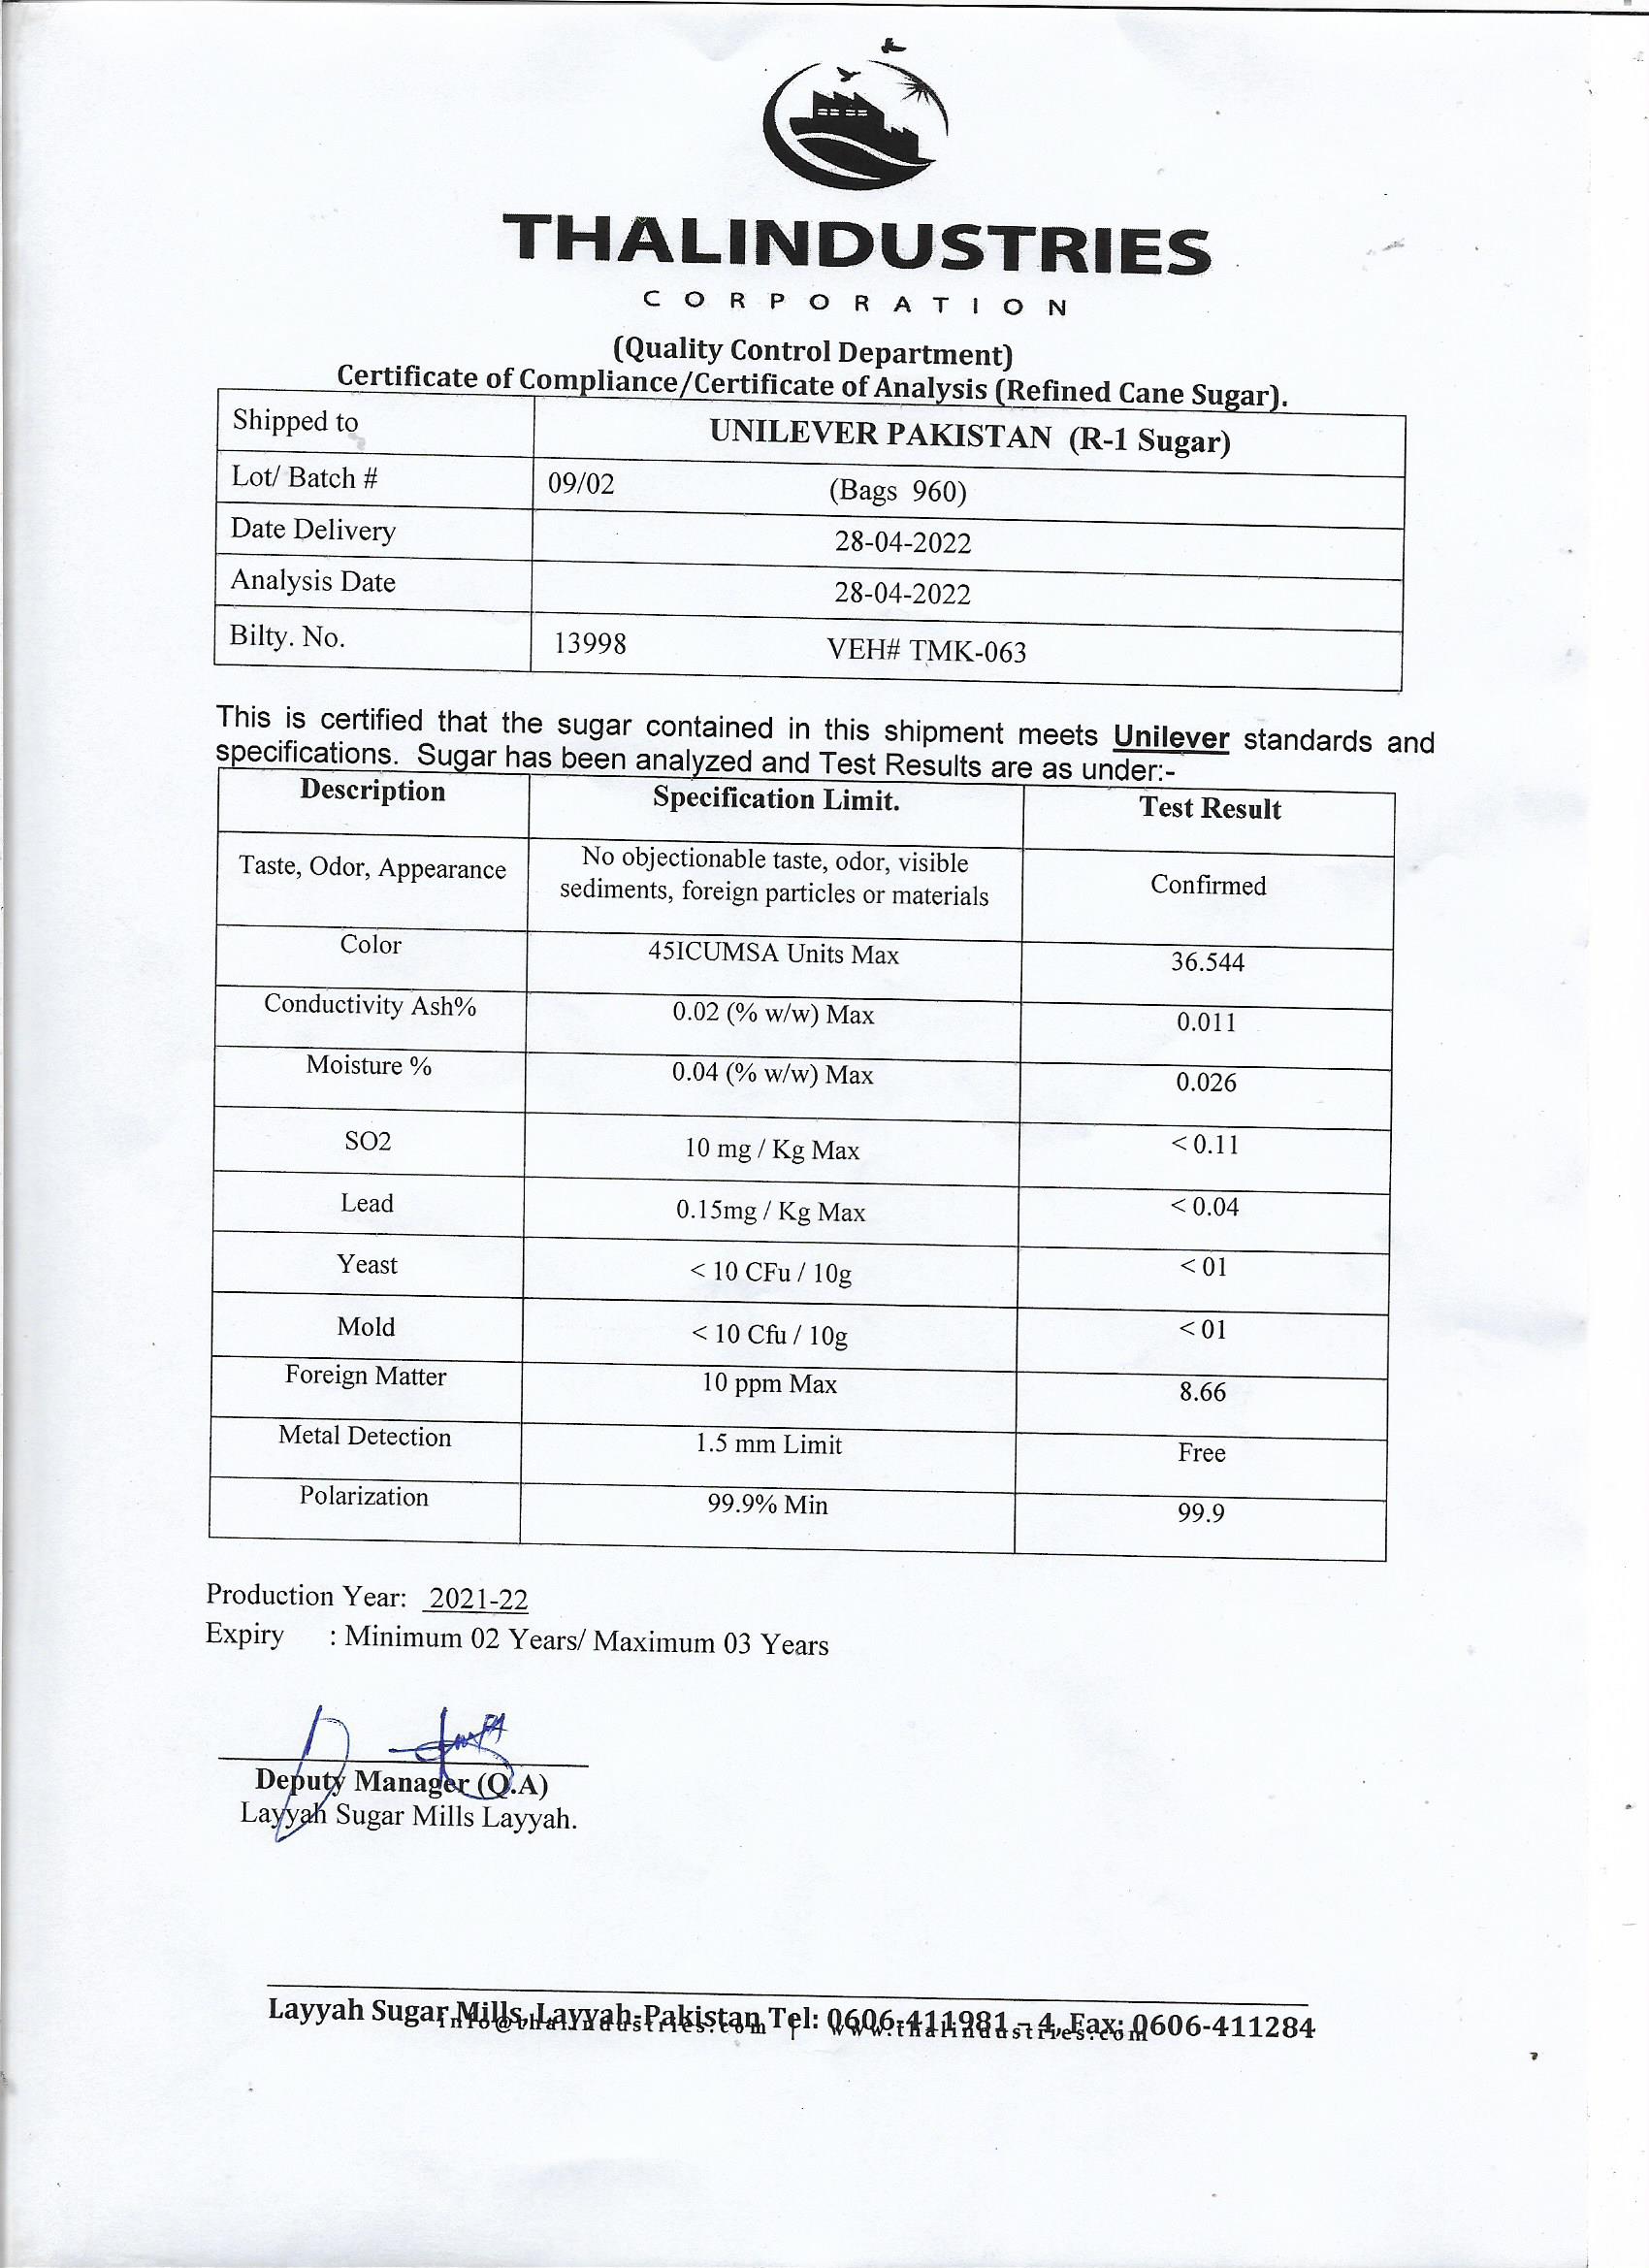 THALINDUSTRIES
CORPORATION
(Quality Control Department)
Certificate of Compliance/Certificate of Analysis (Refined Cane Sugar).
Shipped to UNILEVER PAKISTAN (R-1 Sugar)
Lot/ Batch # 09/02 (Bags 960)
Date Delivery 28-04-2022
Analysis Date 28-04-2022
Bilty. No. 13998 VEH# TMK-063
This is certified that the sugar contained in this shipment meets Unilever standards and
specifications. Sugar has been analyzed and Test Results are as under:-
Description Specification Limit. Test Result
Taste, Odor, Appearance No objectionable taste, odor, visible
sediments, foreign particles or materials Confirmed
Color 45ICUMSA Units Max 36.544
Conductivity Ash% 0.02 (% w/w) Max 0.011
Moisture % 0.04 (% w/w) Max 0.026
SO2 10 mg / Kg Max < 0.11
Lead 0.15mg / Kg Max < 0.04
Yeast < 10 CFu / 10g < 01
Mold < 10 Cfu / 10g < 01
Foreign Matter 10 ppm Max 8.66
Metal Detection 1.5 mm Limit Free
Polarization 99.9% Min 99.9
Production Year: 2021-22
Expiry : Minimum 02 Years/ Maximum 03 Years
Deputy Manager (Q.A)
Layyah Sugar Mills Layyah.
Layyah Sugar Mills, Layyah-Pakistan Tel: 0606-411981 – 4, Fax: 0606-411284
info@thalindustries.com | www.thalindustries.com